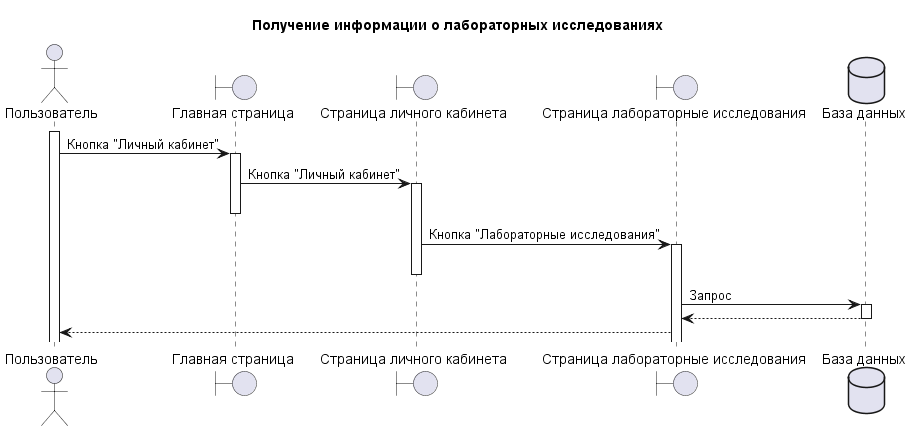 Получение информации о лабораторных исследованиях
Пользователь
Главная страница
Страница личного кабинета
Страница лабораторные исследования
База данных
Кнопка "Личный кабинет"
Кнопка "Личный кабинет"
Кнопка "Лабораторные исследования"
Запрос
Пользователь
Главная страница
Страница личного кабинета
Страница лабораторные исследования
База данных